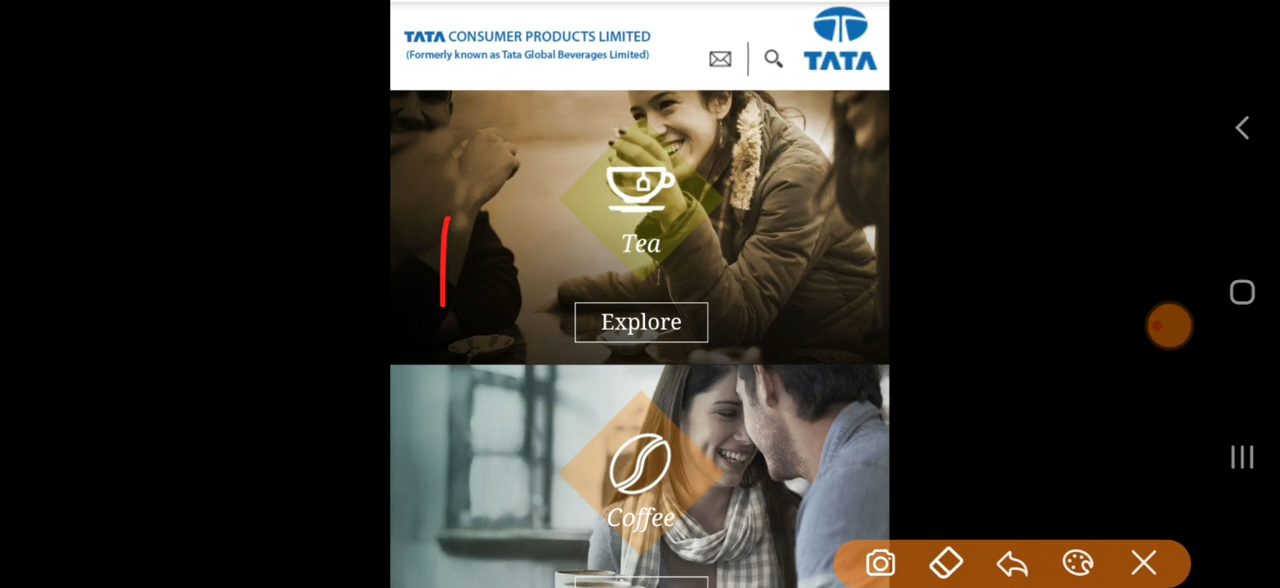 TATA CONSUMER PRODUCTS LIMITED
(Formerly known as Tata Global Beverages Limited)
TATA
Tea
Explore
Coffee